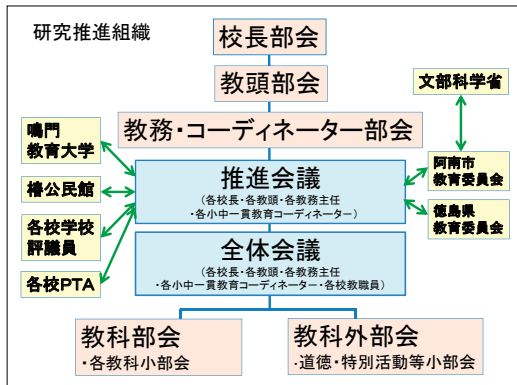 研究推進組織
校長部会
教頭部会
教務・コーディネーター部会
文部科学省
鳴門
教育大学
椿公民館
各校学校
評議員
各校PTA
推進会議
(各校長・各教頭・各教務主任
・各小中一貫教育コーディネーター)
阿南市
教育委員会
徳島県
教育委員会
全体会議
(各校長・各教頭・各教務主任
・各小中一貫教育コーディネーター・各校教職員)
教科部会
・各教科小部会
教科外部会
・道徳・特別活動等小部会